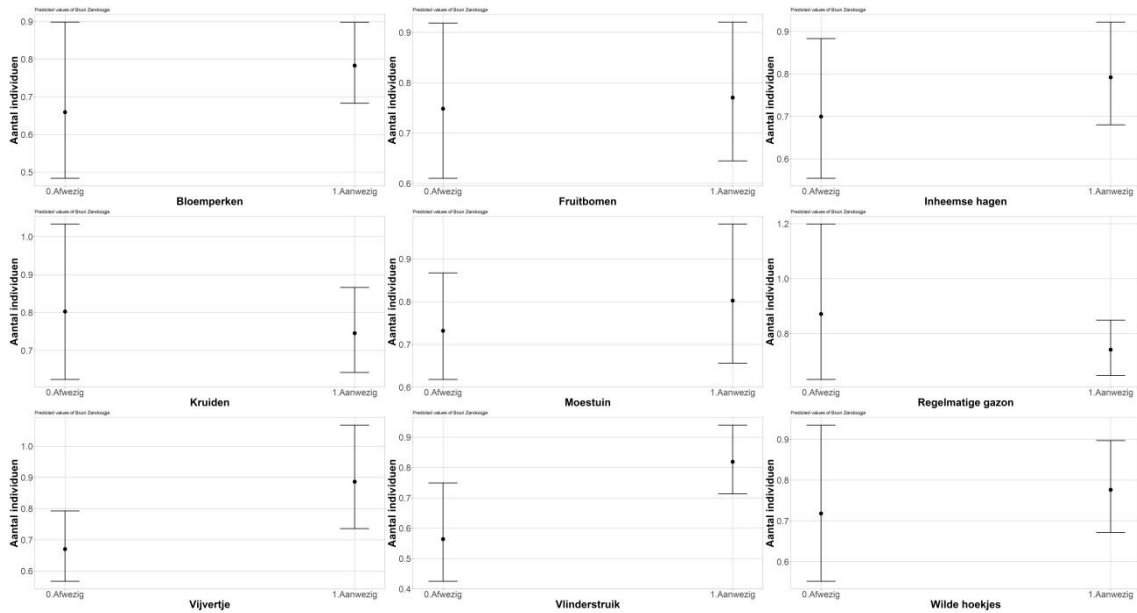 Predicted values of Bruin Zandoogje
Aantal individuen
0.9
0.8
0.7
0.6
0.5
0.Afwezig
1.Aanwezig
Bloemperken
Predicted values of Bruin Zandoogje
Aantal individuen
0.9
0.8
0.7
0.6
0.Afwezig
1.Aanwezig
Fruitbomen
Predicted values of Bruin Zandoogje
Aantal individuen
0.9
0.8
0.7
0.6
0.Afwezig
1.Aanwezig
Inheemse hagen
Predicted values of Bruin Zandoogje
Aantal individuen
1.0
0.9
0.8
0.7
0.Afwezig
1.Aanwezig
Kruiden
Predicted values of Bruin Zandoogje
Aantal individuen
0.9
0.8
0.7
0.6
0.Afwezig
1.Aanwezig
Moestuin
Predicted values of Bruin Zandoogje
Aantal individuen
1.2
1.0
0.8
0.Afwezig
1.Aanwezig
Regelmatige gazon
Predicted values of Bruin Zandoogje
Aantal individuen
1.0
0.9
0.8
0.7
0.6
0.Afwezig
1.Aanwezig
Vijvertje
Predicted values of Bruin Zandoogje
Aantal individuen
0.9
0.8
0.7
0.6
0.5
0.4
0.Afwezig
1.Aanwezig
Vlinderstruik
Predicted values of Bruin Zandoogje
Aantal individuen
0.9
0.8
0.7
0.6
0.Afwezig
1.Aanwezig
Wilde hoekjes